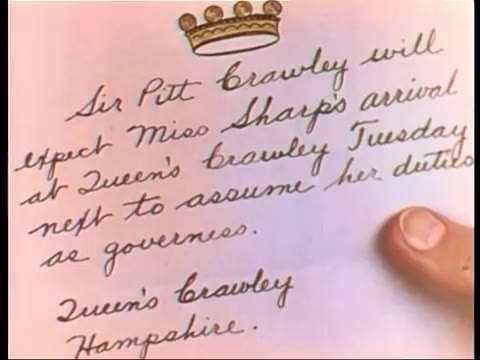 Sir Pitt Crawley will
expect Miss Sharp's arrival
at Queen's Crawley Tuesday
next to assume her duties
as governess.
Queen's Crawley
Hampshire.